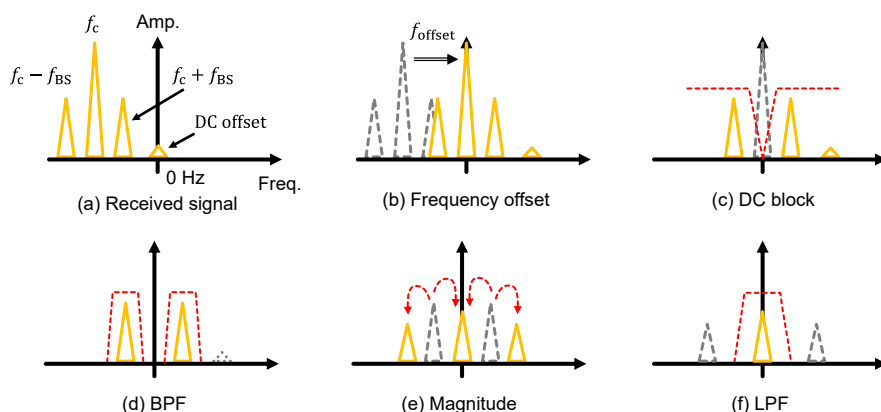 Amp.
f_c
f_c − f_BS
f_c + f_BS
DC offset
0 Hz
Freq.
(a) Received signal
f_offset
(b) Frequency offset
(c) DC block
(d) BPF
(e) Magnitude
(f) LPF